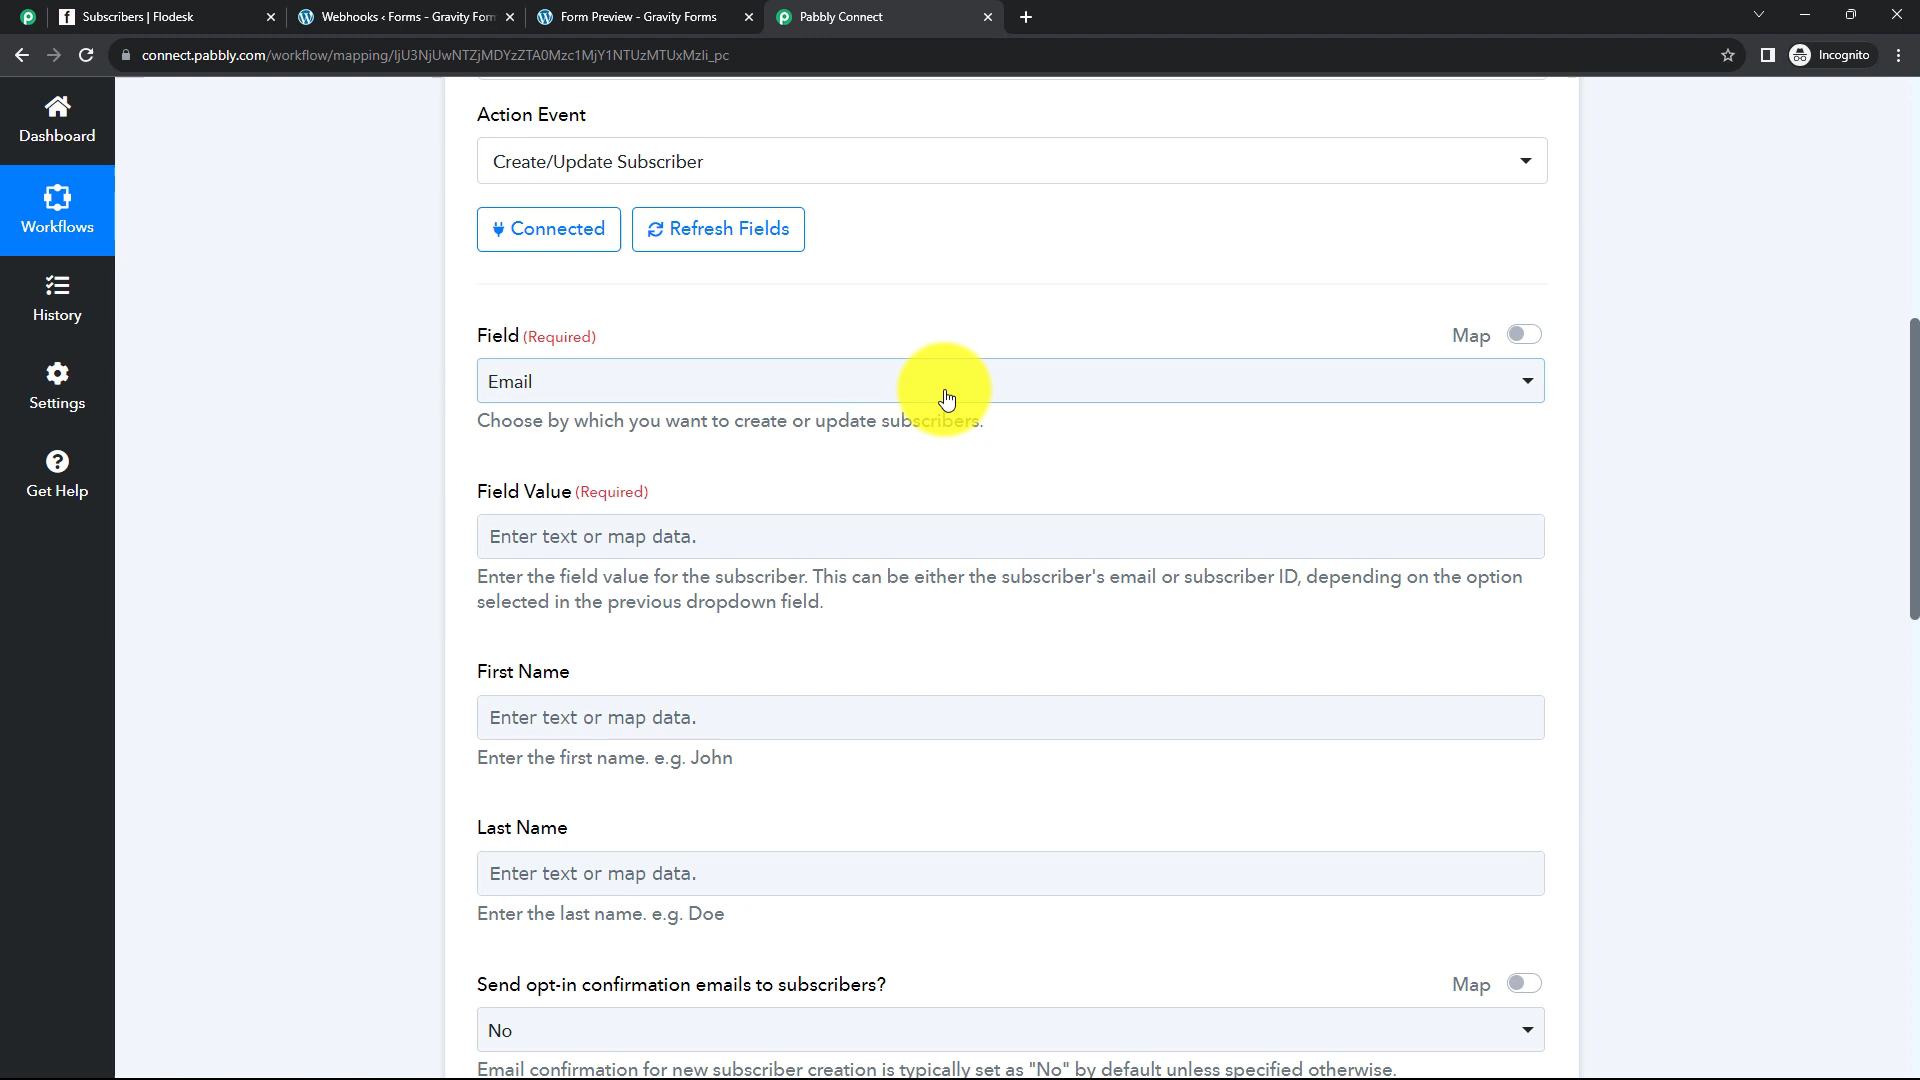 Subscribers | Flodesk
Webhooks ‹ Forms - Gravity Form
Form Preview - Gravity Forms
Pabbly Connect
connect.pabbly.com/workflow/mapping/IjU3NjUwNTZjMDYzZTA0Mzc1MjY1NTUzMTUxMzIi_pc
Incognito
Dashboard
Workflows
History
Settings
Get Help
Action Event
Create/Update Subscriber
Connected
Refresh Fields
Field (Required)
Map
Email
Choose by which you want to create or update subscribers.
Field Value (Required)
Enter text or map data.
Enter the field value for the subscriber. This can be either the subscriber's email or subscriber ID, depending on the option
selected in the previous dropdown field.
First Name
Enter text or map data.
Enter the first name. e.g. John
Last Name
Enter text or map data.
Enter the last name. e.g. Doe
Send opt-in confirmation emails to subscribers?
Map
No
Email confirmation for new subscriber creation is typically set as "No" by default unless specified otherwise.